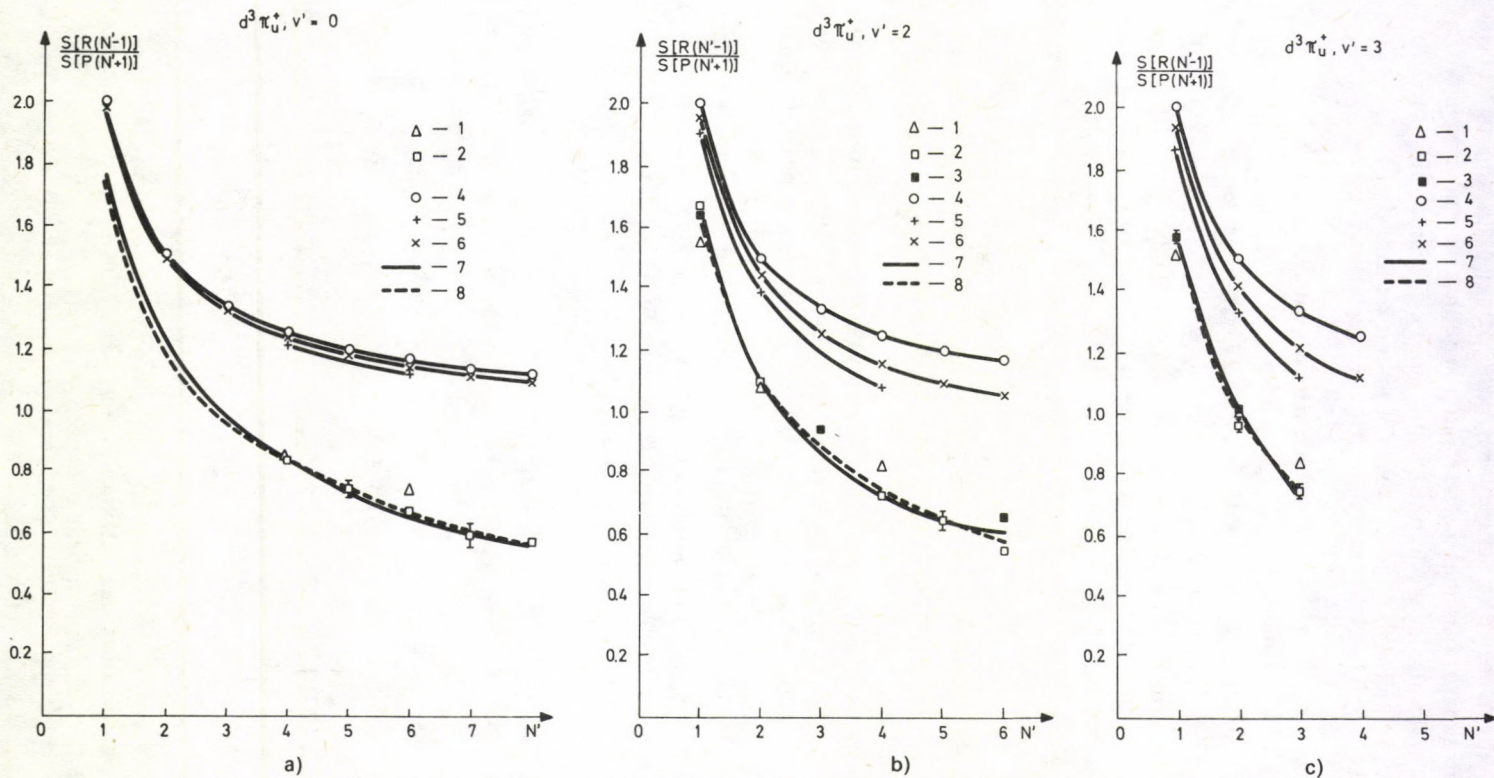 d³π⁺ᵤ, v' = 0
S[R(N'-1)]
S[P(N'+1)]
2.0
1.8
1.6
1.4
1.2
1.0
0.8
0.6
0.4
0.2
0 1 2 3 4 5 6 7 N'
△ — 1
□ — 2
○ — 4
+ — 5
× — 6
— 7
--- — 8
a)
d³π⁺ᵤ, v' = 2
S[R(N'-1)]
S[P(N'+1)]
2.0
1.8
1.6
1.4
1.2
1.0
0.8
0.6
0.4
0.2
0 1 2 3 4 5 6 N'
△ — 1
□ — 2
■ — 3
○ — 4
+ — 5
× — 6
— 7
--- — 8
b)
d³π⁺ᵤ, v' = 3
S[R(N'-1)]
S[P(N'+1)]
2.0
1.8
1.6
1.4
1.2
1.0
0.8
0.6
0.4
0.2
0 1 2 3 4 5 N'
△ — 1
□ — 2
■ — 3
○ — 4
+ — 5
× — 6
— 7
--- — 8
c)